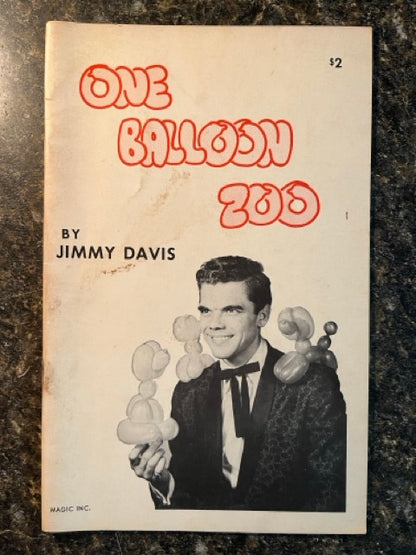 $2
ONE
BALLOON
ZOO
BY
JIMMY DAVIS
MAGIC INC.